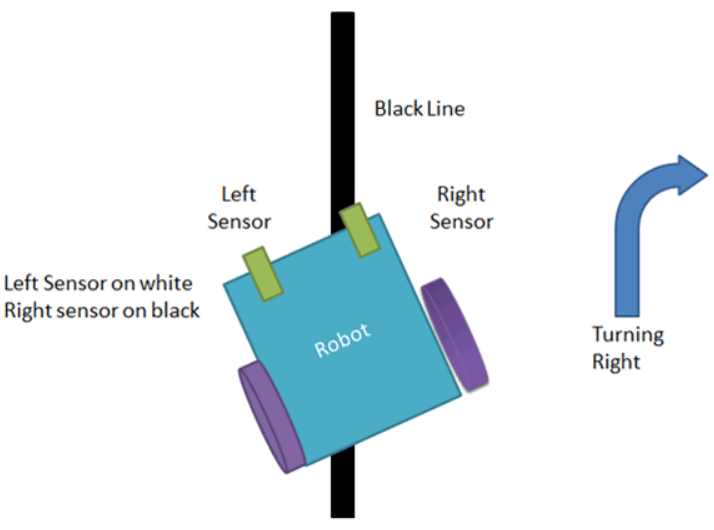 Black Line
Left
Sensor
Right
Sensor
Left Sensor on white
Right sensor on black
Robot
Turning
Right